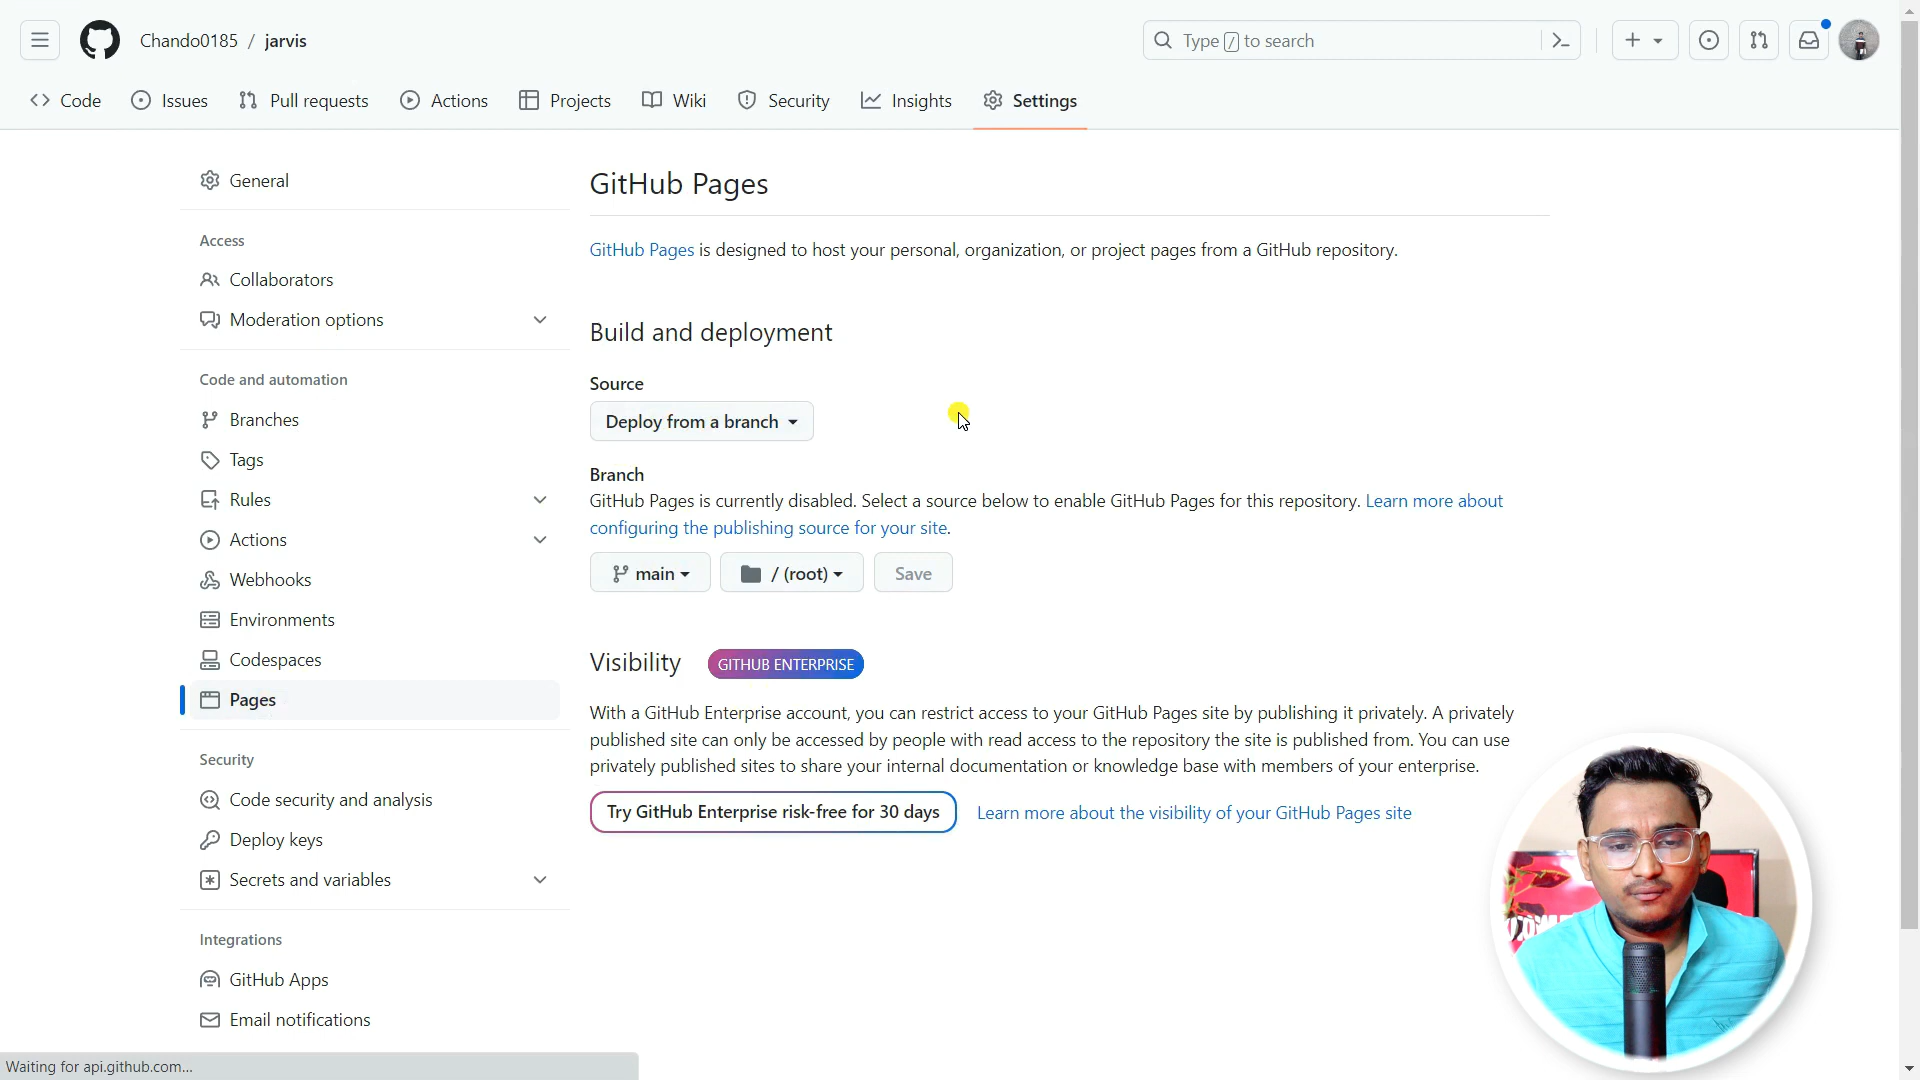 Chando0185 / jarvis
Type / to search
Code
Issues
Pull requests
Actions
Projects
Wiki
Security
Insights
Settings
General
Access
Collaborators
Moderation options
Code and automation
Branches
Tags
Rules
Actions
Webhooks
Environments
Codespaces
Pages
Security
Code security and analysis
Deploy keys
Secrets and variables
Integrations
GitHub Apps
Email notifications
GitHub Pages
GitHub Pages is designed to host your personal, organization, or project pages from a GitHub repository.
Build and deployment
Source
Deploy from a branch
Branch
GitHub Pages is currently disabled. Select a source below to enable GitHub Pages for this repository. Learn more about
configuring the publishing source for your site.
main
/ (root)
Save
Visibility GITHUB ENTERPRISE
With a GitHub Enterprise account, you can restrict access to your GitHub Pages site by publishing it privately. A privately
published site can only be accessed by people with read access to the repository the site is published from. You can use
privately published sites to share your internal documentation or knowledge base with members of your enterprise.
Try GitHub Enterprise risk-free for 30 days
Learn more about the visibility of your GitHub Pages site
Waiting for api.github.com...